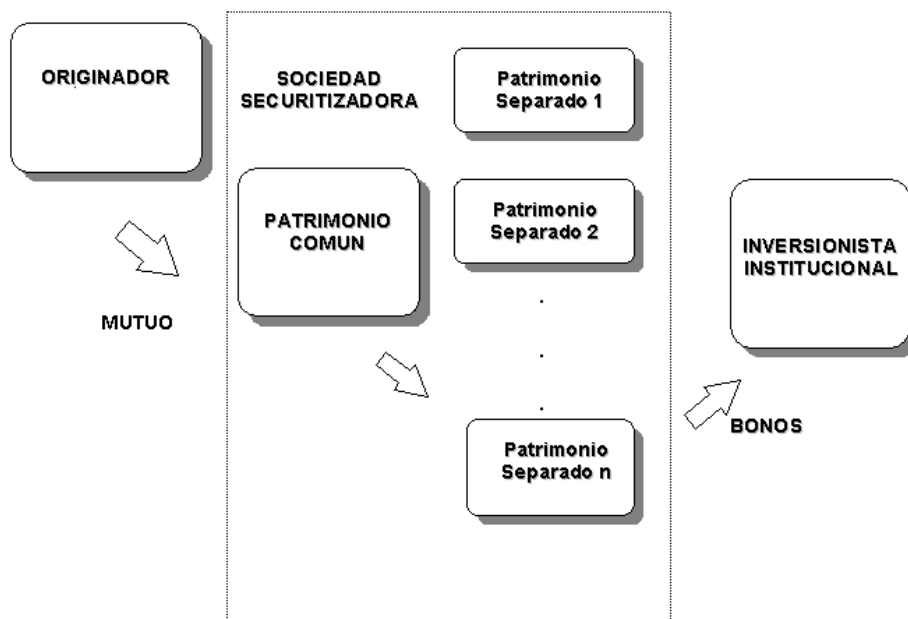 ORIGINADOR
SOCIEDAD
SECURITIZADORA
Patrimonio
Separado 1
PATRIMONIO
COMUN
Patrimonio
Separado 2
.
.
.
INVERSIONISTA
INSTITUCIONAL
MUTUO
BONOS
Patrimonio
Separado n